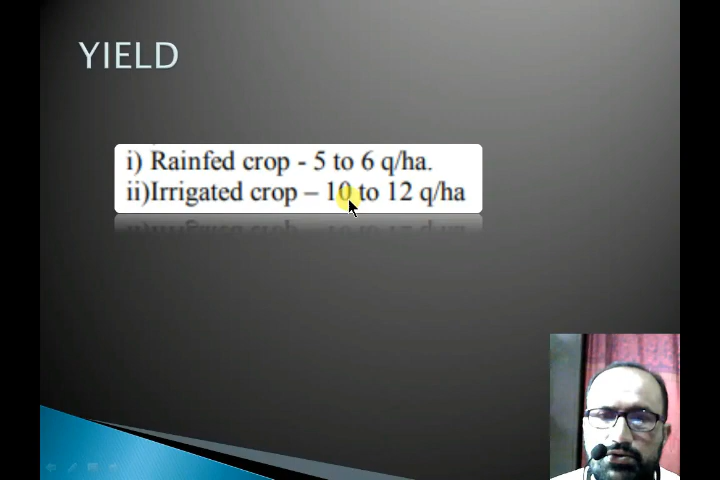 YIELD
i) Rainfed crop - 5 to 6 q/ha.
ii)Irrigated crop – 10 to 12 q/ha